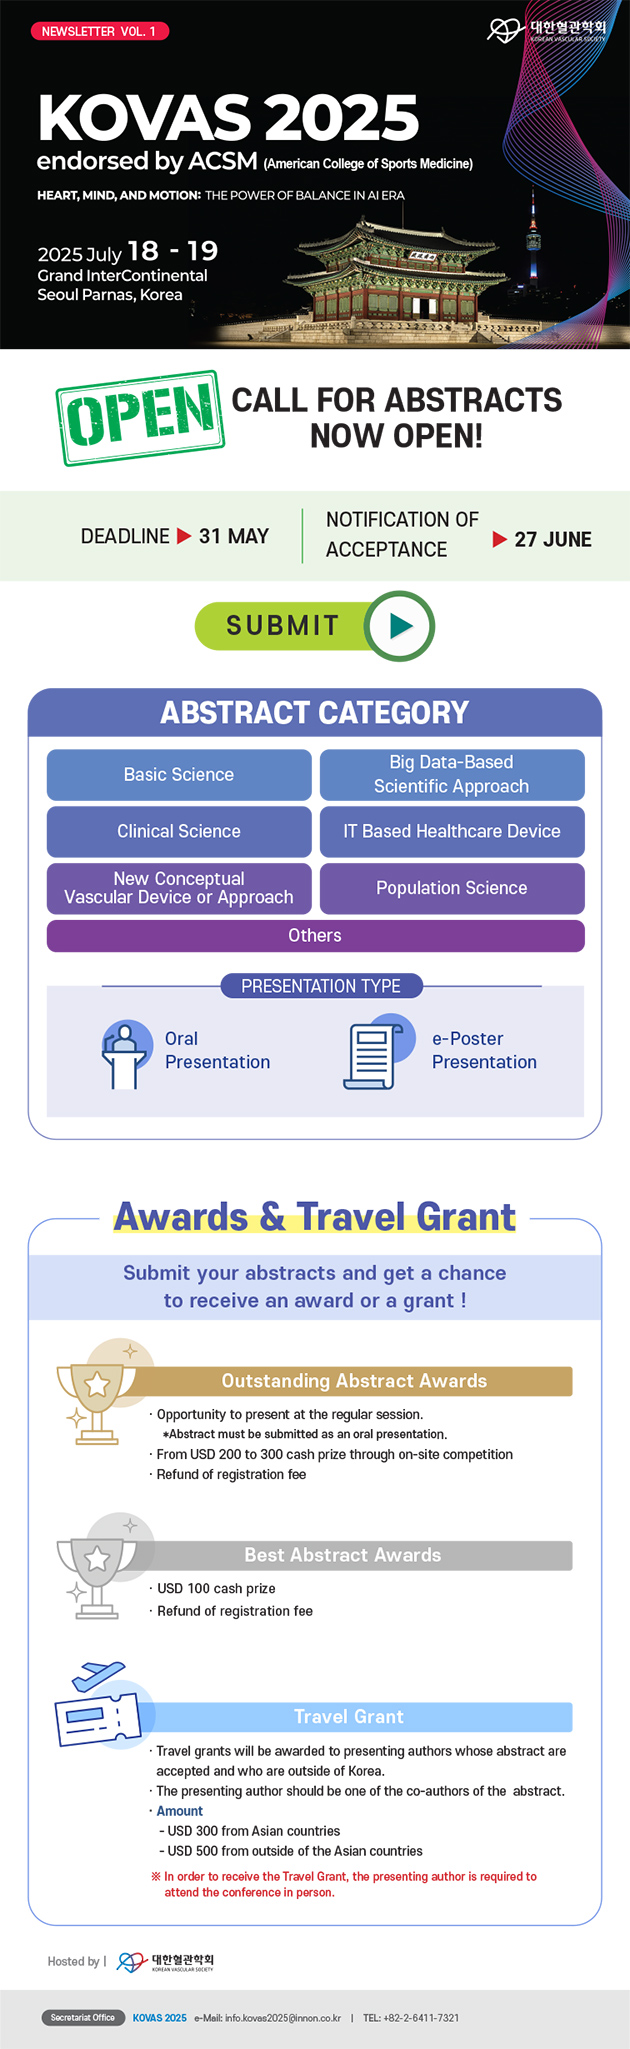 NEWSLETTER VOL. 1
대한혈관학회
KOREAN VASCULAR SOCIETY
KOVAS 2025
endorsed by ACSM (American College of Sports Medicine)
HEART, MIND, AND MOTION: THE POWER OF BALANCE IN AI ERA
2025 July 18 - 19
Grand InterContinental
Seoul Parnas, Korea
OPEN
CALL FOR ABSTRACTS
NOW OPEN!
DEADLINE ▶ 31 MAY
NOTIFICATION OF
ACCEPTANCE ▶ 27 JUNE
SUBMIT
ABSTRACT CATEGORY
Basic Science
Big Data-Based
Scientific Approach
Clinical Science
IT Based Healthcare Device
New Conceptual
Vascular Device or Approach
Population Science
Others
PRESENTATION TYPE
Oral
Presentation
e-Poster
Presentation
Awards & Travel Grant
Submit your abstracts and get a chance
to receive an award or a grant !
Outstanding Abstract Awards
· Opportunity to present at the regular session.
*Abstract must be submitted as an oral presentation.
· From USD 200 to 300 cash prize through on-site competition
· Refund of registration fee
Best Abstract Awards
· USD 100 cash prize
· Refund of registration fee
Travel Grant
· Travel grants will be awarded to presenting authors whose abstract are
accepted and who are outside of Korea.
· The presenting author should be one of the co-authors of the abstract.
· Amount
- USD 300 from Asian countries
- USD 500 from outside of the Asian countries
※ In order to receive the Travel Grant, the presenting author is required to
attend the conference in person.
Hosted by | 대한혈관학회
KOREAN VASCULAR SOCIETY
Secretariat Office KOVAS 2025 e-Mail: info.kovas2025@innon.co.kr | TEL: +82-2-6411-7321